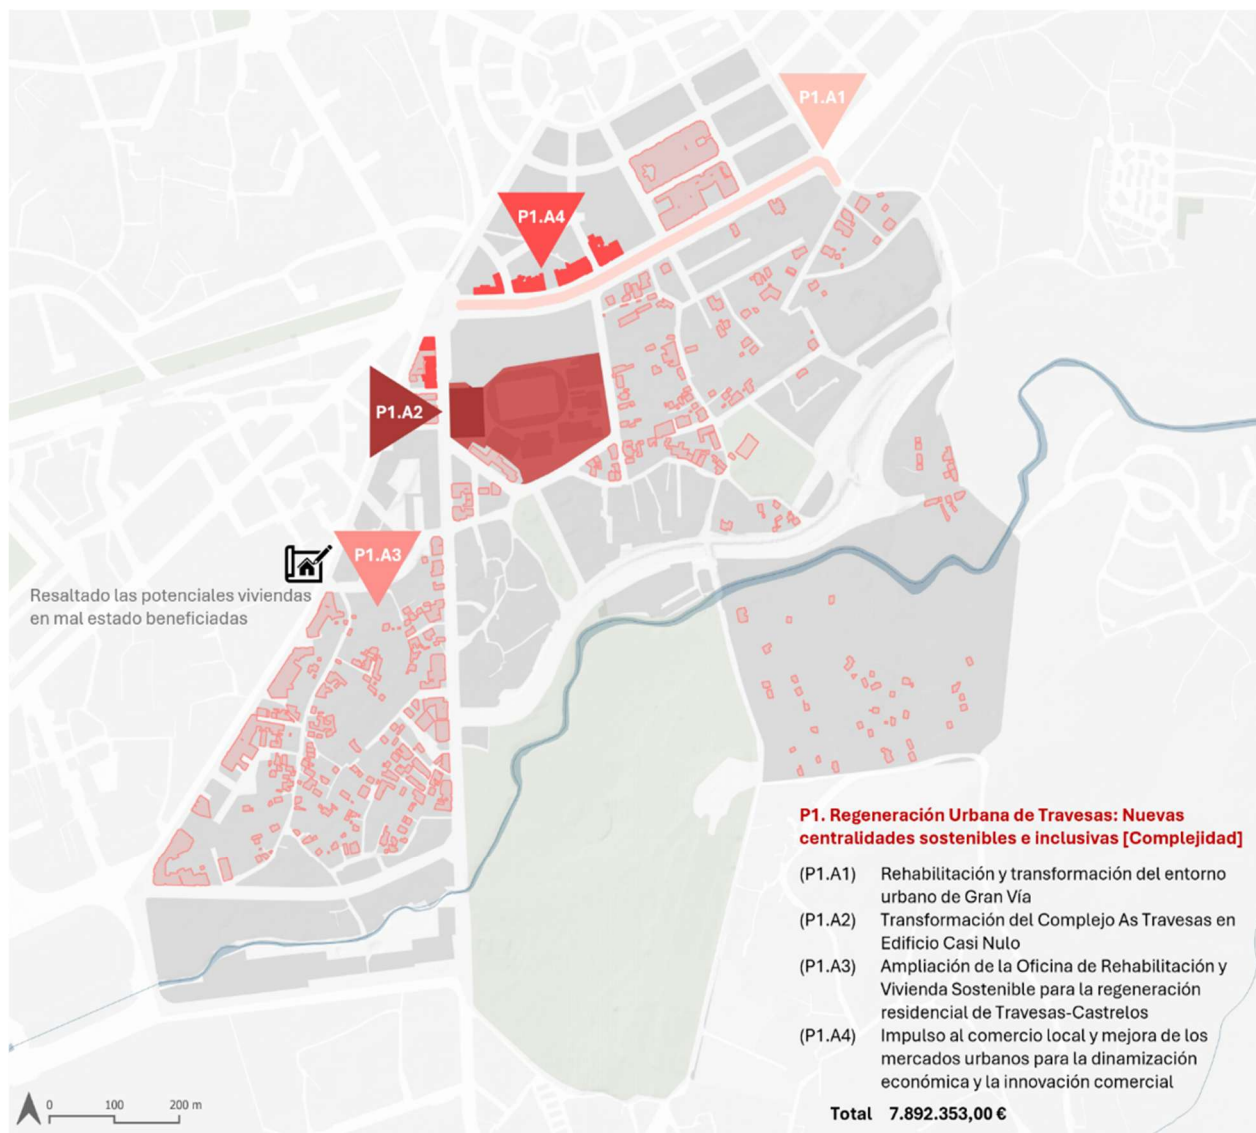 P1.A1
P1.A4
P1.A2
P1.A3
Resaltado las potenciales viviendas
en mal estado beneficiadas
P1. Regeneración Urbana de Travesas: Nuevas
centralidades sostenibles e inclusivas [Complejidad]
(P1.A1) Rehabilitación y transformación del entorno
urbano de Gran Vía
(P1.A2) Transformación del Complejo As Travesas en
Edificio Casi Nulo
(P1.A3) Ampliación de la Oficina de Rehabilitación y
Vivienda Sostenible para la regeneración
residencial de Travesas-Castrelos
(P1.A4) Impulso al comercio local y mejora de los
mercados urbanos para la dinamización
económica y la innovación comercial
Total 7.892.353,00 €
0 100 200 m